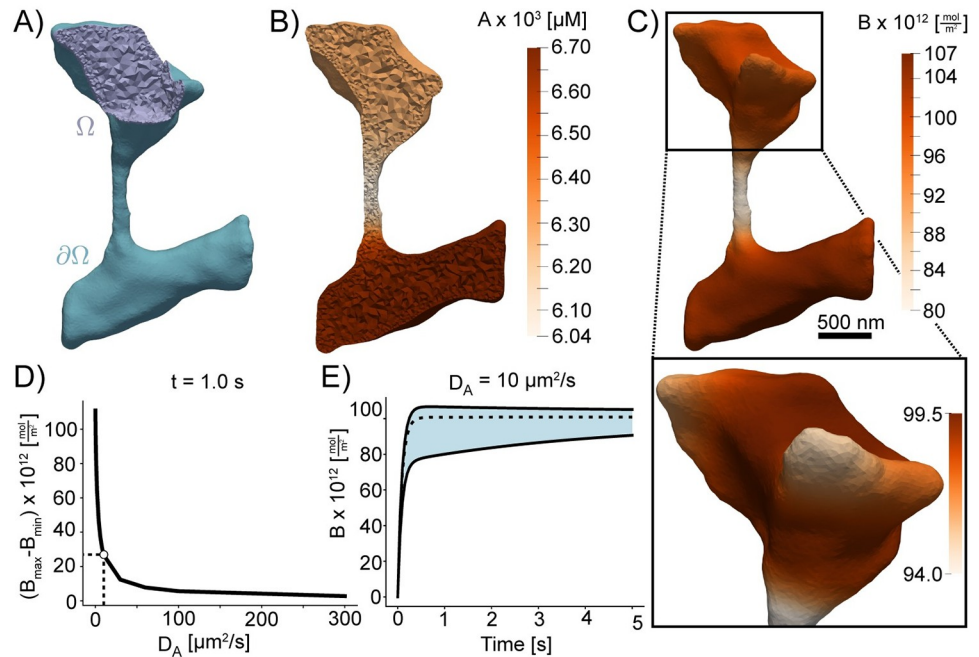 A)
Ω
∂Ω
B)
A x 10³ [µM]
6.70
6.60
6.50
6.40
6.30
6.20
6.10
6.04
C)
B x 10¹² [mol/m²]
107
104
100
96
92
88
84
80
500 nm
99.5
94.0
D)
t = 1.0 s
(Bmax-Bmin) x 10¹² [mol/m²]
100
80
60
40
20
0
0 100 200 300
D_A [µm²/s]
E)
D_A = 10 µm²/s
B x 10¹² [mol/m²]
100
80
60
40
20
0
0 1 2 3 4 5
Time [s]